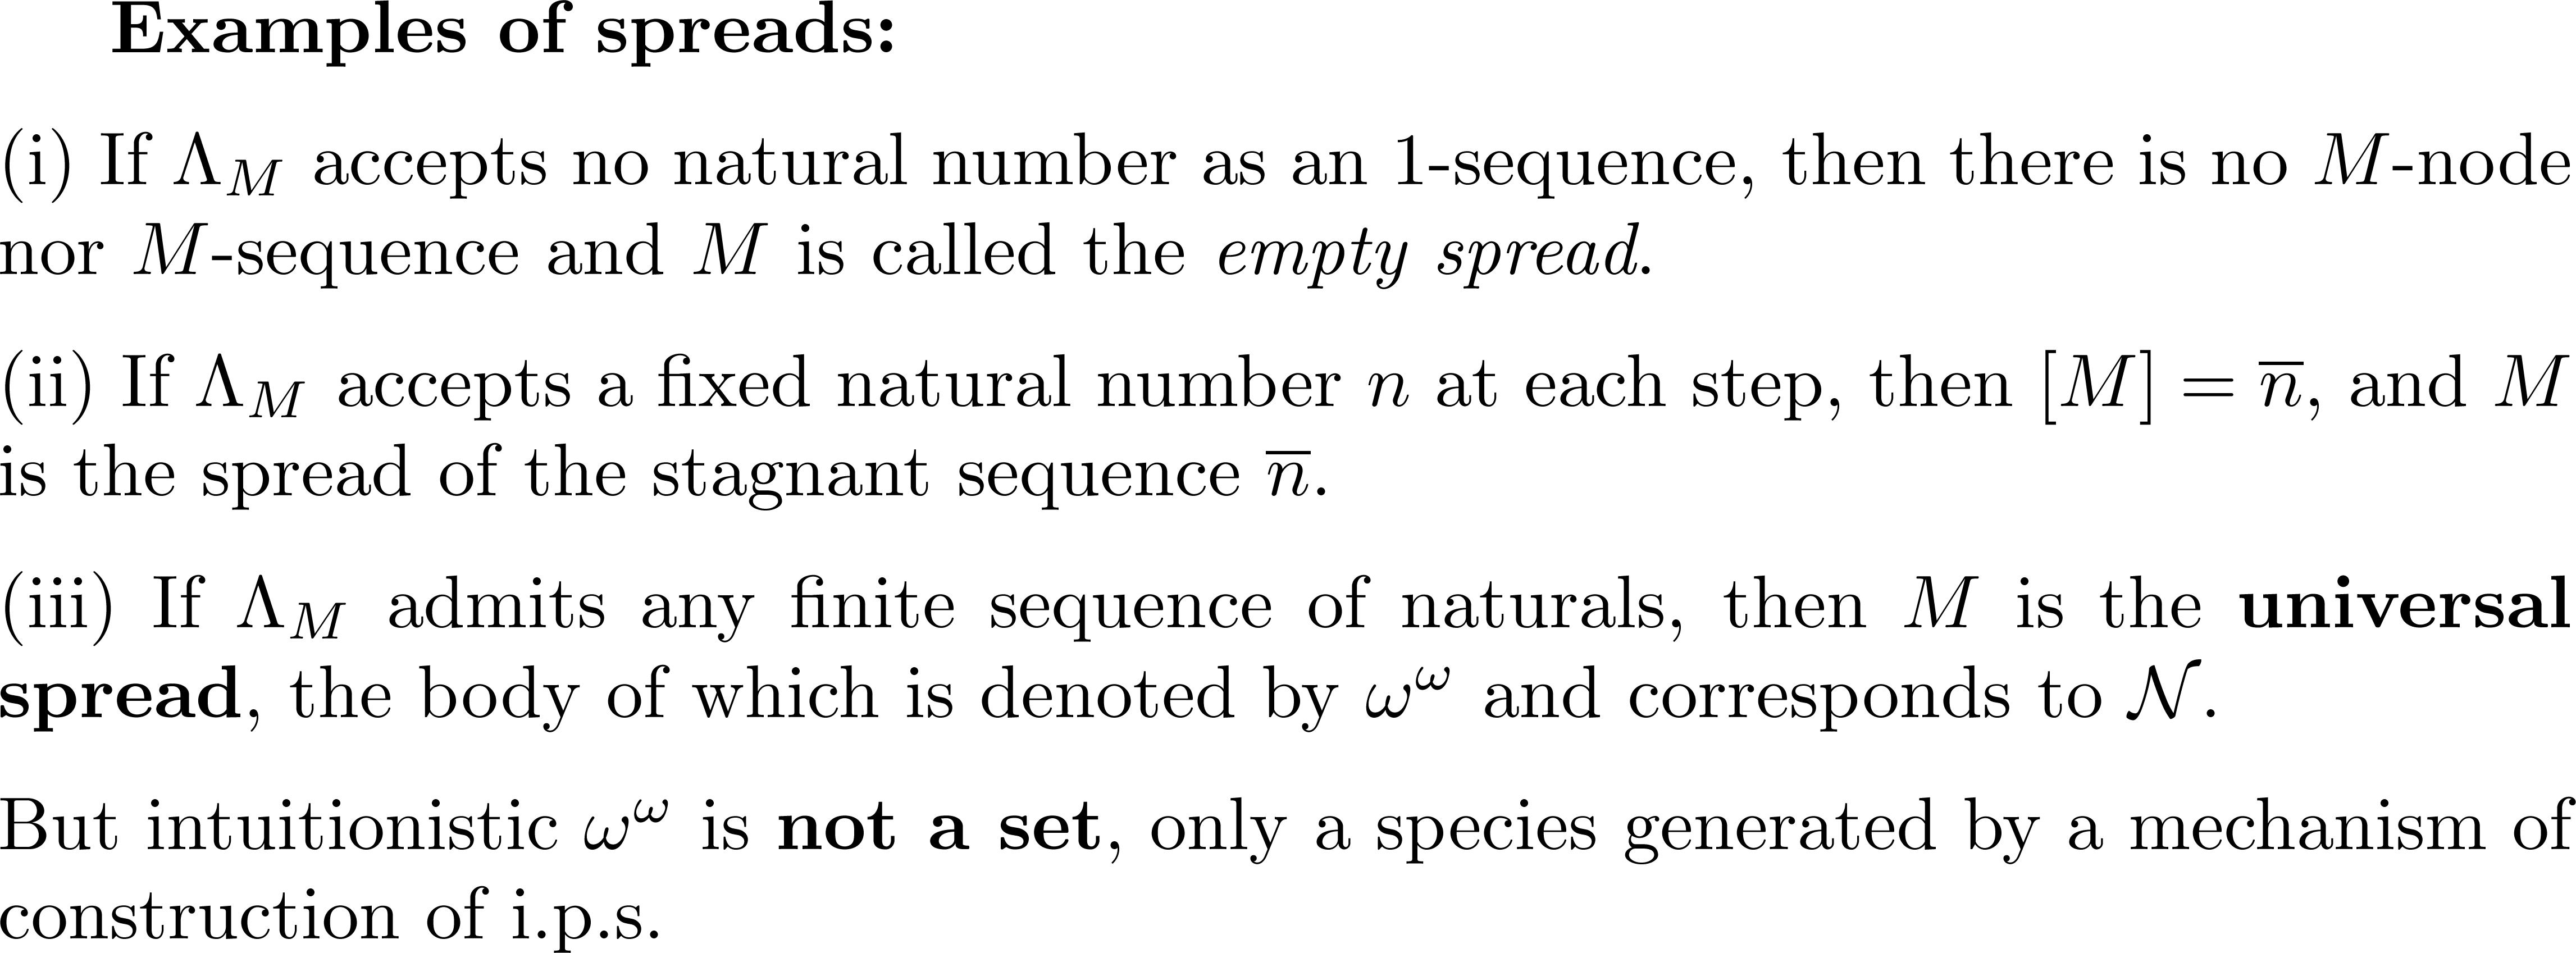 Examples of spreads:
(i) If Λ_M accepts no natural number as an 1-sequence, then there is no M-node
nor M-sequence and M is called the empty spread.
(ii) If Λ_M accepts a fixed natural number n at each step, then [M] = n̅, and M
is the spread of the stagnant sequence n̅.
(iii) If Λ_M admits any finite sequence of naturals, then M is the universal
spread, the body of which is denoted by ω^ω and corresponds to 𝒩.
But intuitionistic ω^ω is not a set, only a species generated by a mechanism of
construction of i.p.s.